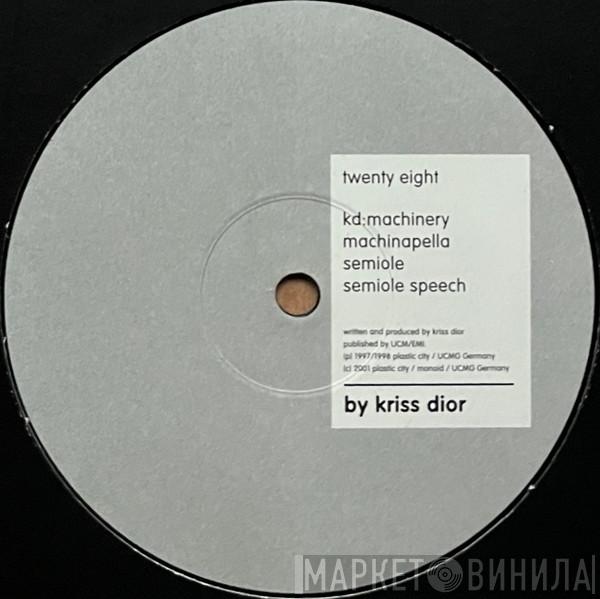 twenty eight
kd:machinery
machinapella
semiole
semiole speech
written and produced by kriss dior
published by UCM/EMI
(p) 1997/1998 plastic city / UCMG Germany
(c) 2001 plastic city / monoid / UCMG Germany
by kriss dior
МАРКЕТ ВИНИЛА